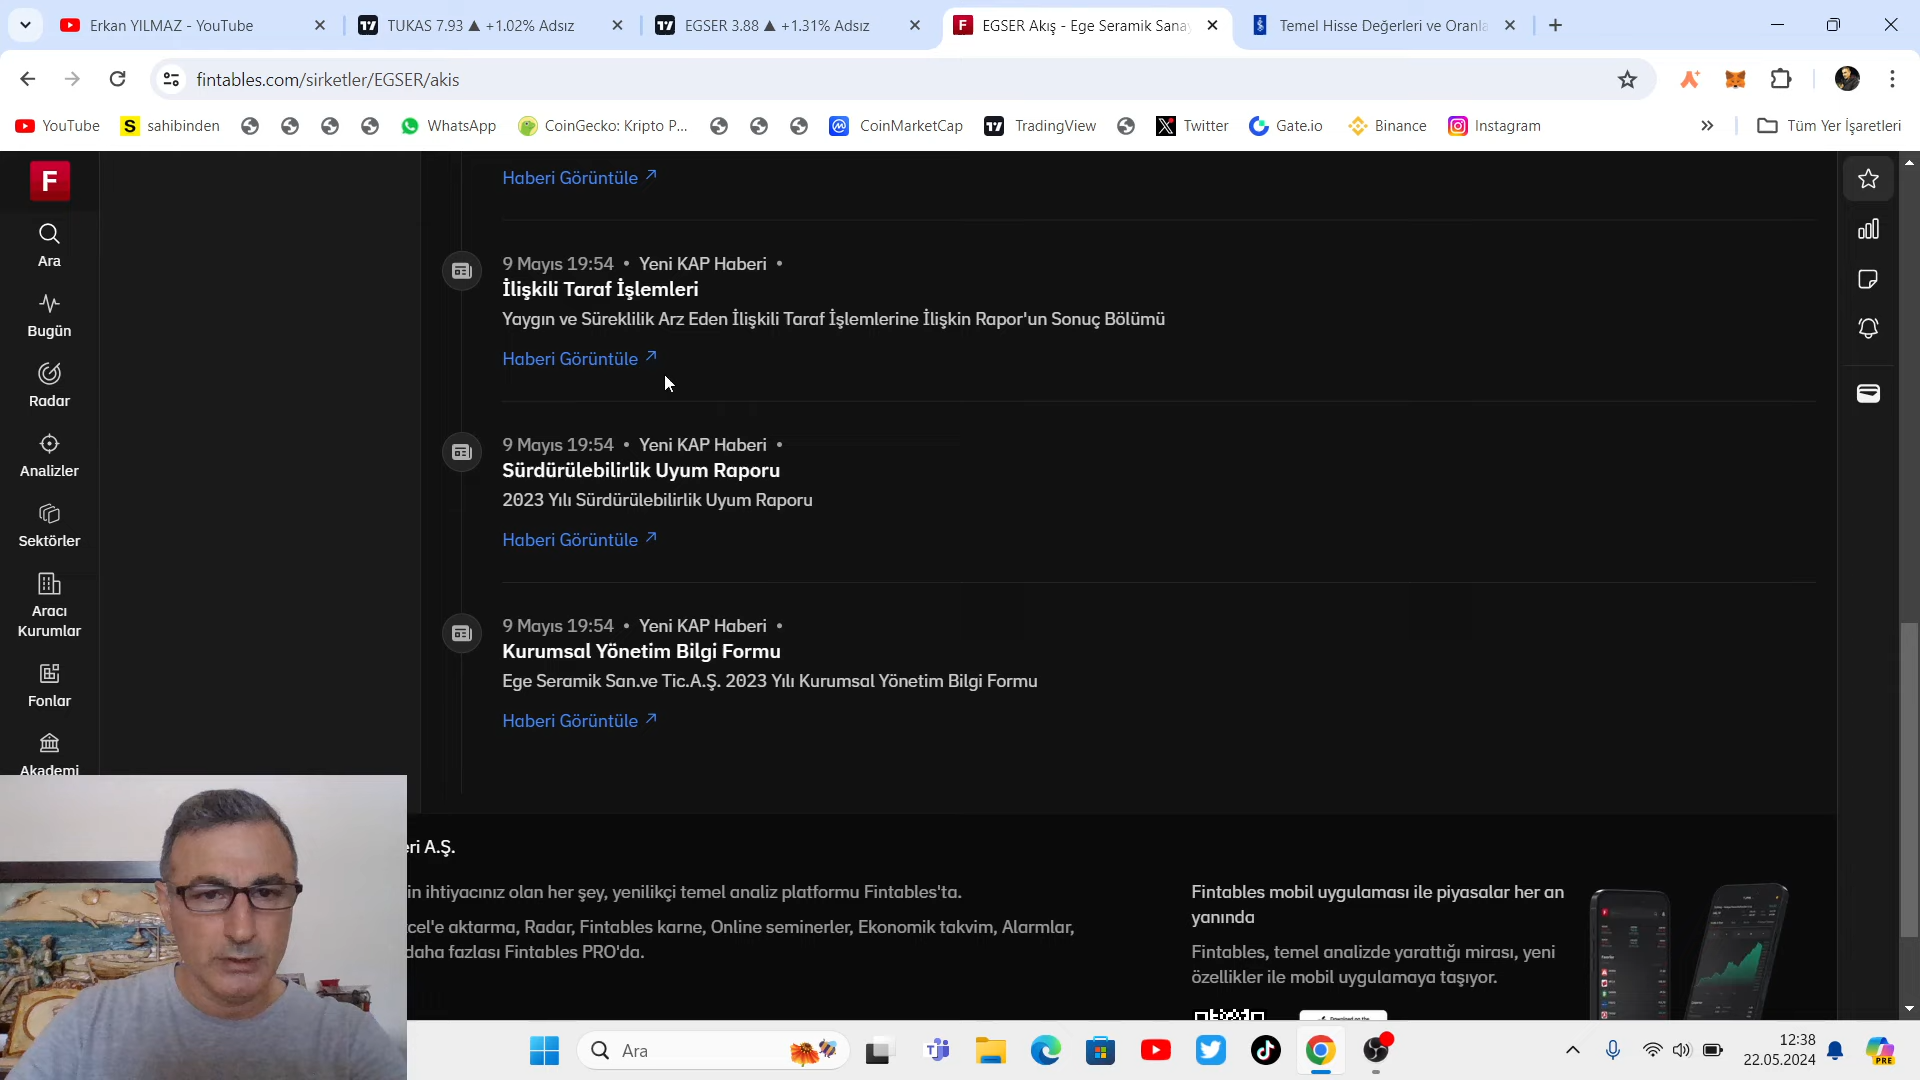 Erkan YILMAZ - YouTube
TUKAS 7.93 ▲ +1.02% Adsız
EGSER 3.88 ▲ +1.31% Adsız
EGSER Akış - Ege Seramik Sana
Temel Hisse Değerleri ve Oranla
fintables.com/sirketler/EGSER/akis
YouTube
sahibinden
WhatsApp
CoinGecko: Kripto P...
CoinMarketCap
TradingView
Twitter
Gate.io
Binance
Instagram
Tüm Yer İşaretleri
F
Ara
Bugün
Radar
Analizler
Sektörler
Aracı
Kurumlar
Fonlar
Akademi
Haberi Görüntüle
9 Mayıs 19:54 • Yeni KAP Haberi •
İlişkili Taraf İşlemleri
Yaygın ve Süreklilik Arz Eden İlişkili Taraf İşlemlerine İlişkin Rapor'un Sonuç Bölümü
Haberi Görüntüle
9 Mayıs 19:54 • Yeni KAP Haberi •
Sürdürülebilirlik Uyum Raporu
2023 Yılı Sürdürülebilirlik Uyum Raporu
Haberi Görüntüle
9 Mayıs 19:54 • Yeni KAP Haberi •
Kurumsal Yönetim Bilgi Formu
Ege Seramik San.ve Tic.A.Ş. 2023 Yılı Kurumsal Yönetim Bilgi Formu
Haberi Görüntüle
eri A.Ş.
in ihtiyacınız olan her şey, yenilikçi temel analiz platformu Fintables'ta.
cel'e aktarma, Radar, Fintables karne, Online seminerler, Ekonomik takvim, Alarmlar,
daha fazlası Fintables PRO'da.
Fintables mobil uygulaması ile piyasalar her an
yanında
Fintables, temel analizde yarattığı mirası, yeni
özellikler ile mobil uygulamaya taşıyor.
Ara
12:38
22.05.2024
PRE